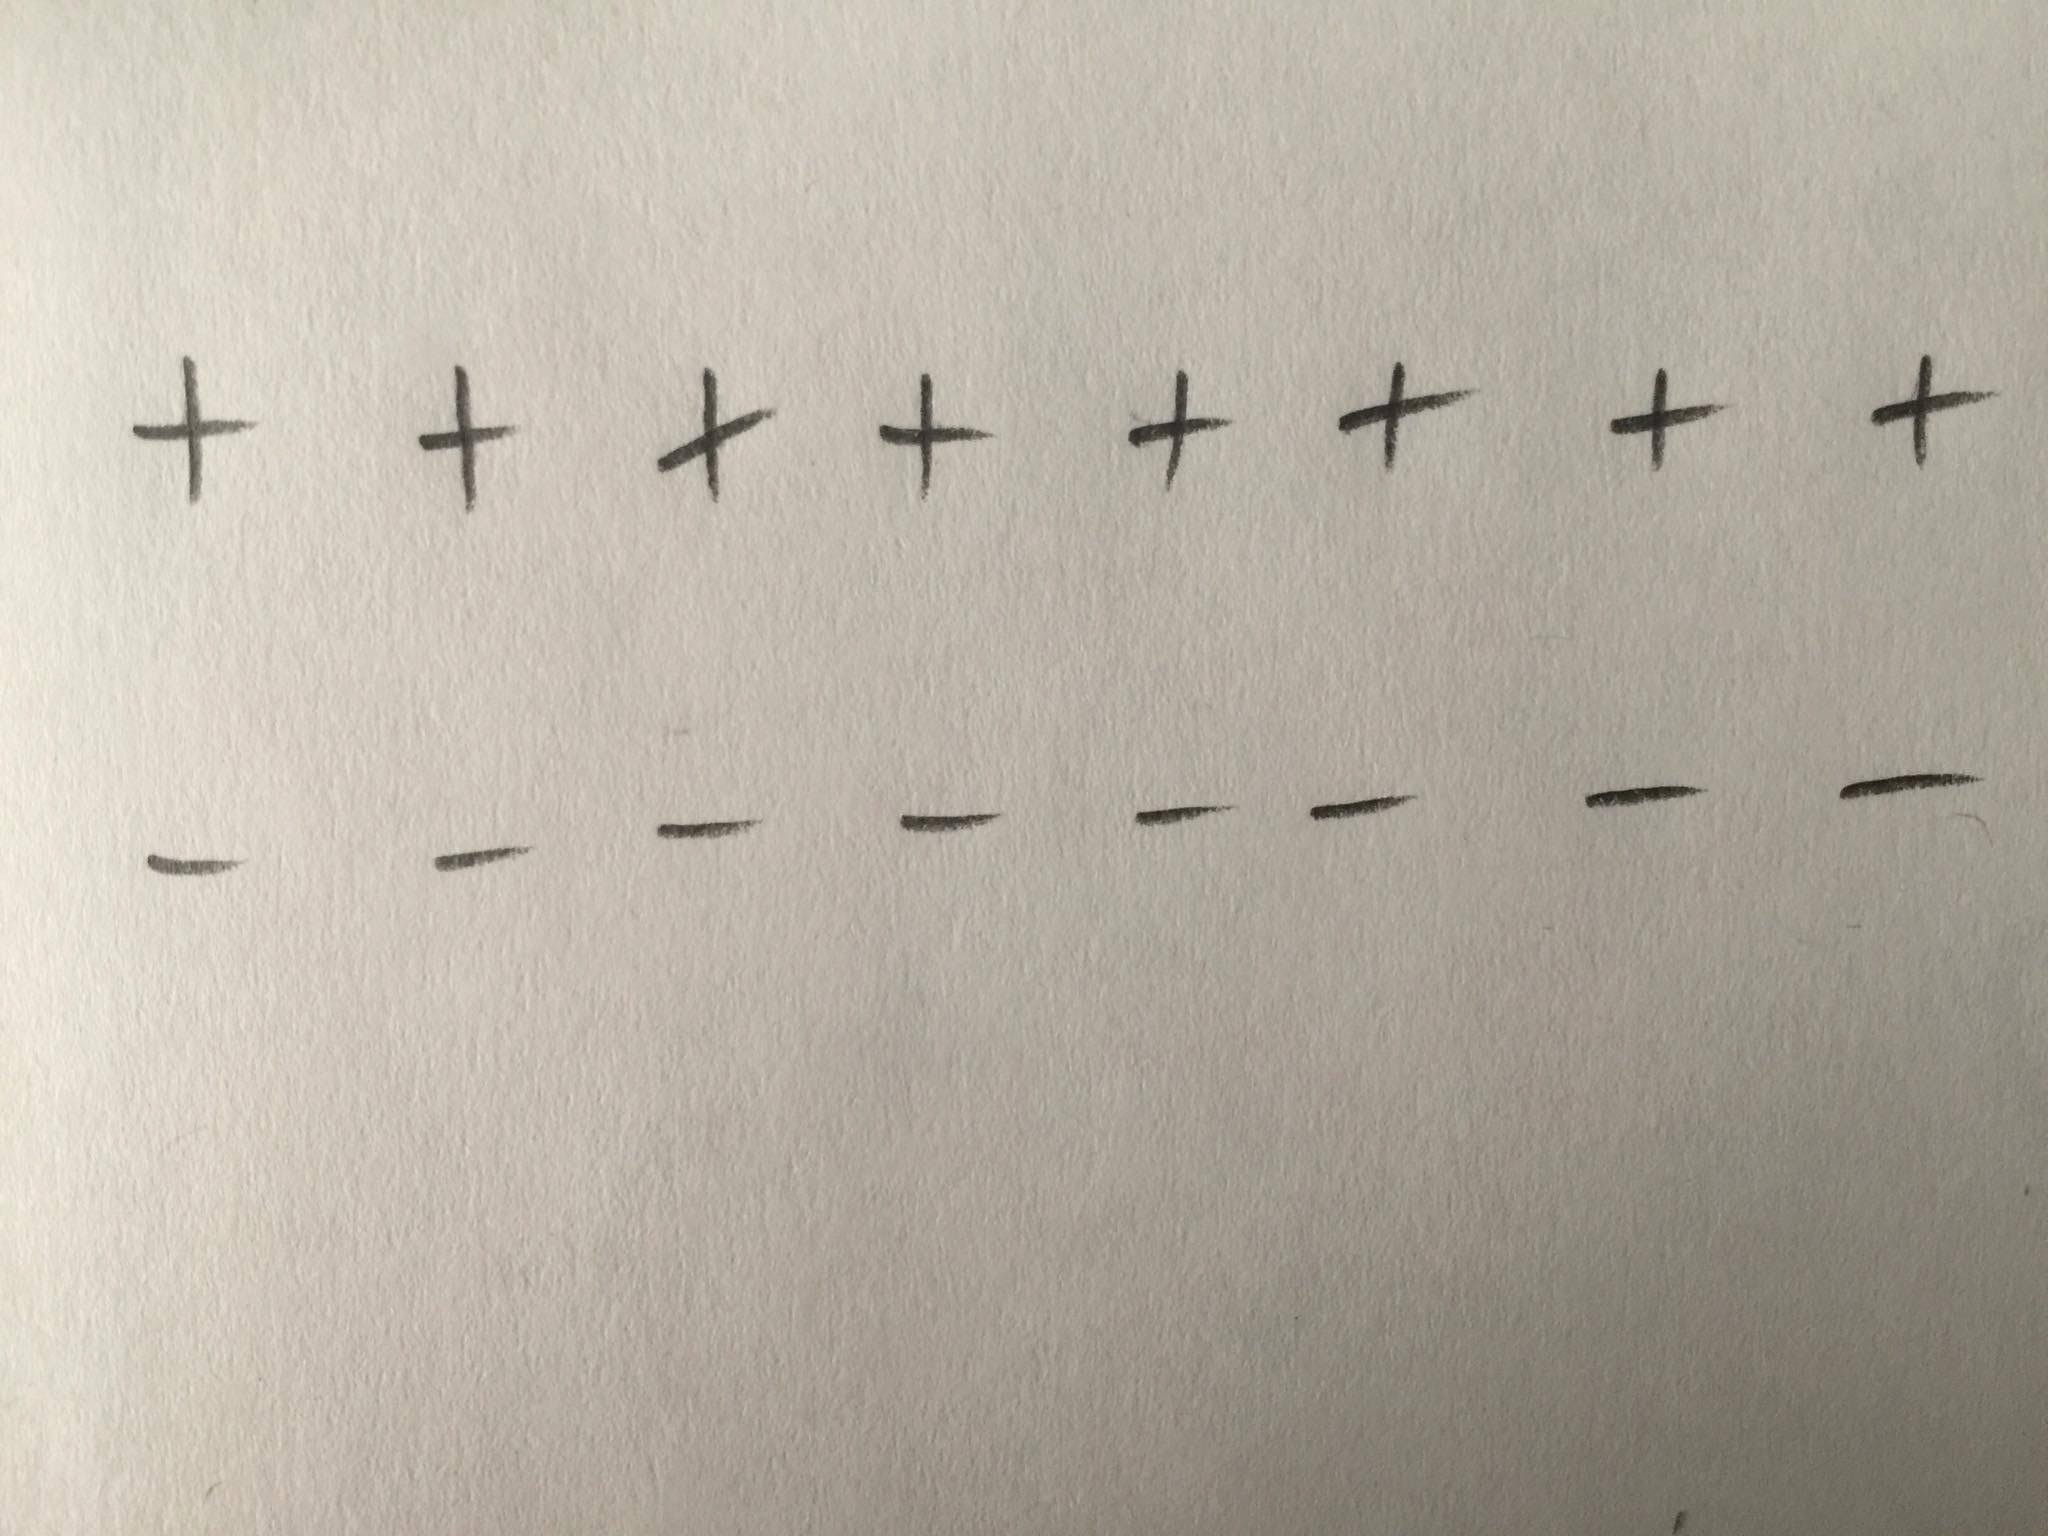 + + + + + + + +
- - - - - - - -